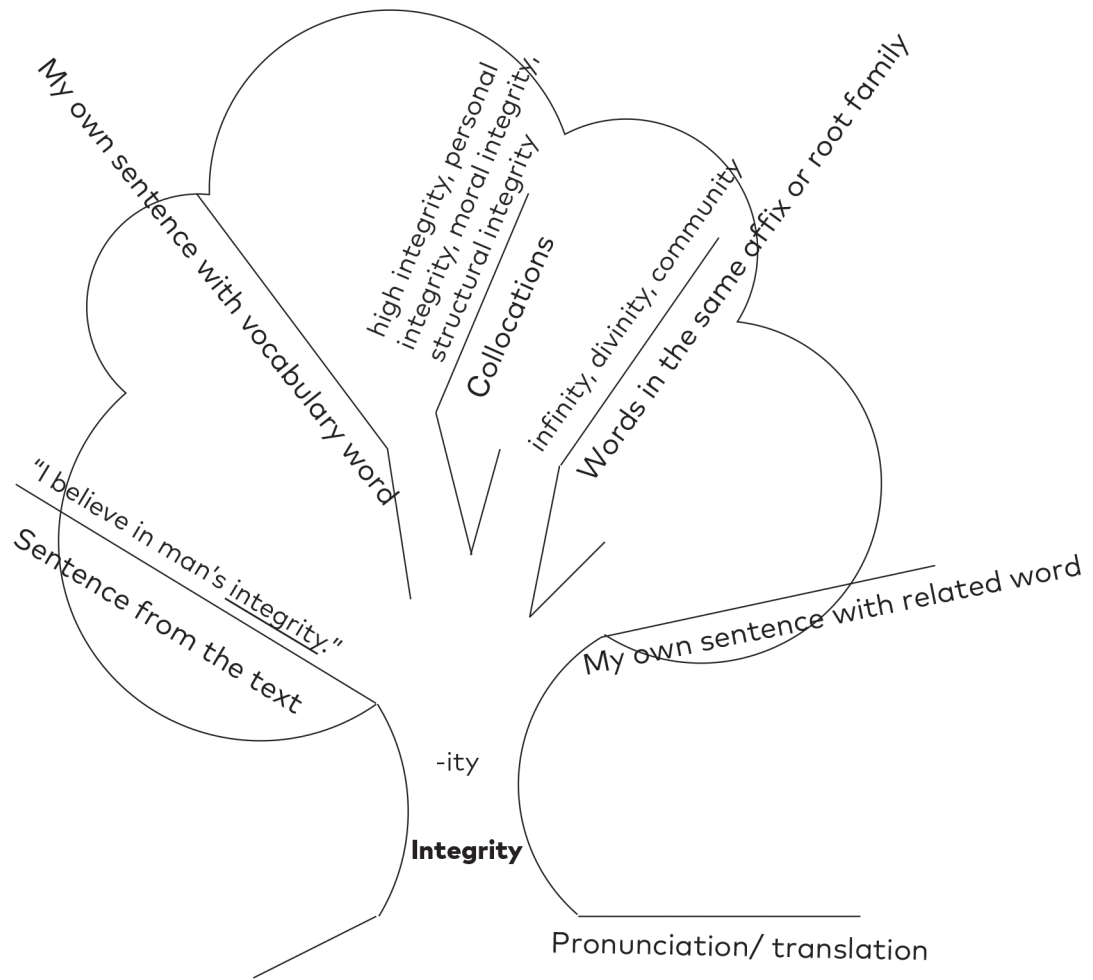 My own sentence with vocabulary word
high integrity, personal
integrity, moral integrity,
structural integrity
Collocations
infinity, divinity, community
Words in the same affix or root family
"I believe in man's integrity."
Sentence from the text
My own sentence with related word
-ity
Integrity
Pronunciation/ translation